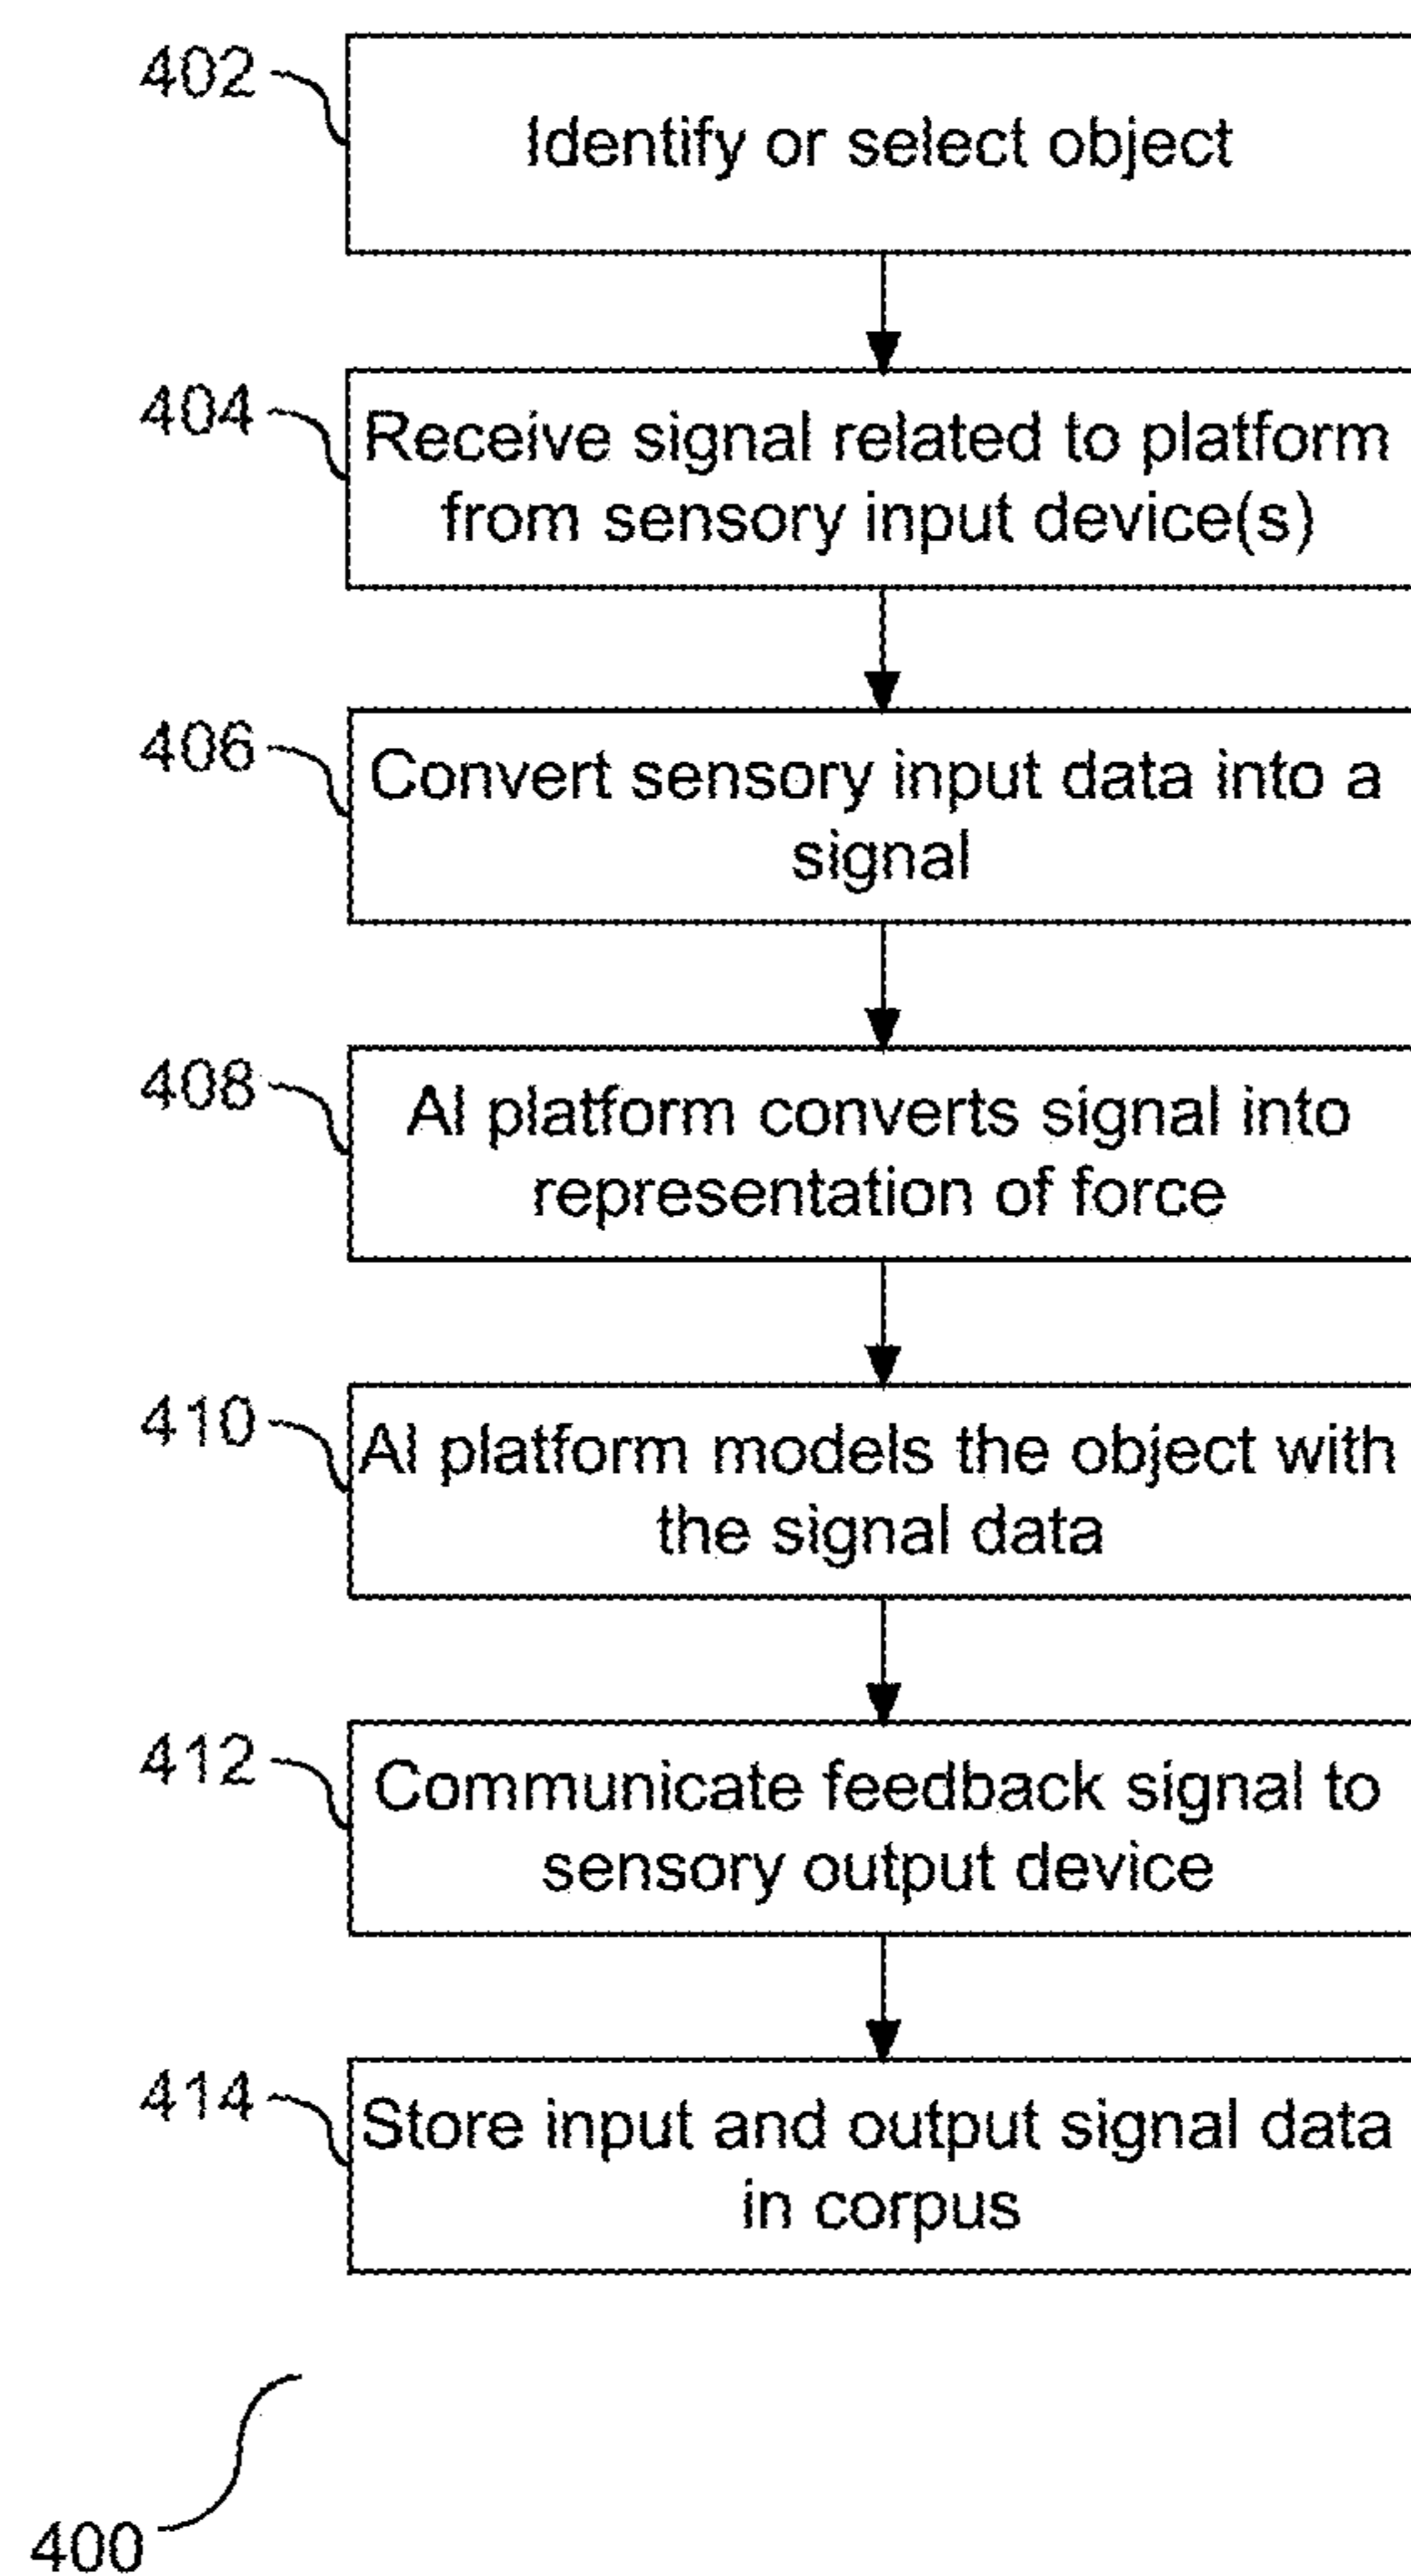 402
Identify or select object
404
Receive signal related to platform
from sensory input device(s)
406
Convert sensory input data into a
signal
408
AI platform converts signal into
representation of force
410
AI platform models the object with
the signal data
412
Communicate feedback signal to
sensory output device
414
Store input and output signal data
in corpus
400